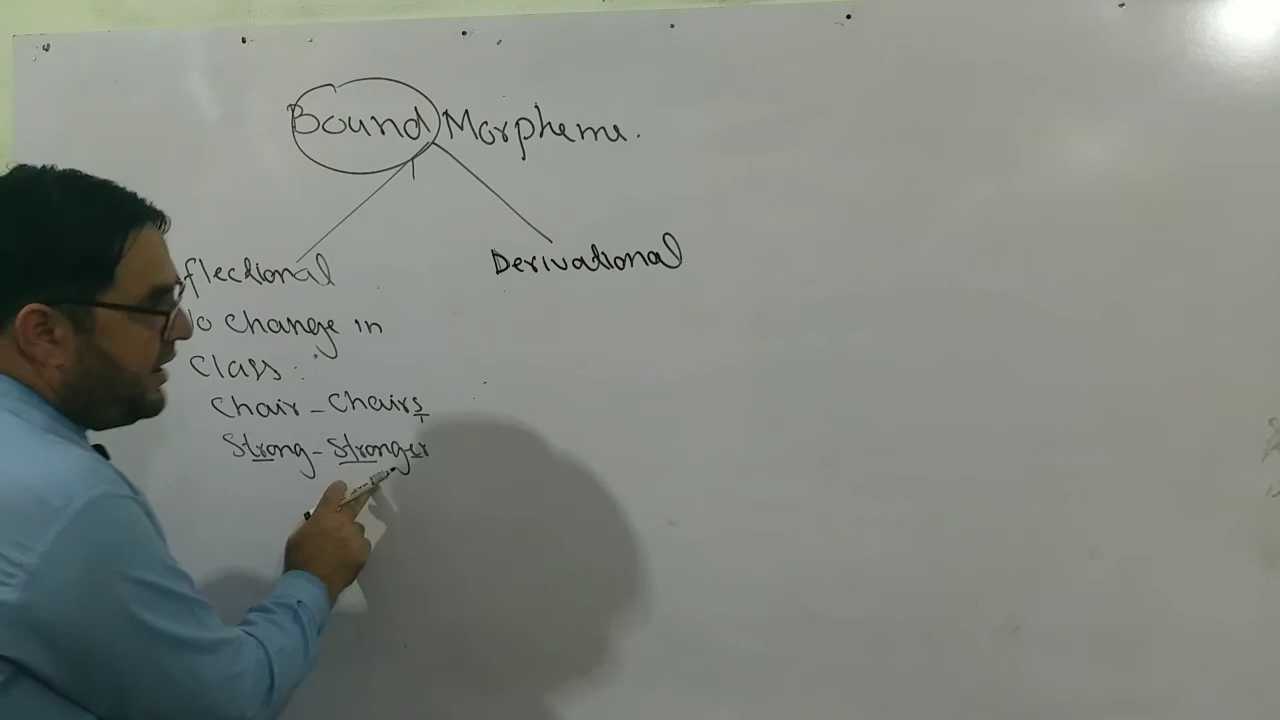 Bound Morpheme.
flectional Derivational
o change in
class:
chair - chairs
Strong - stronger